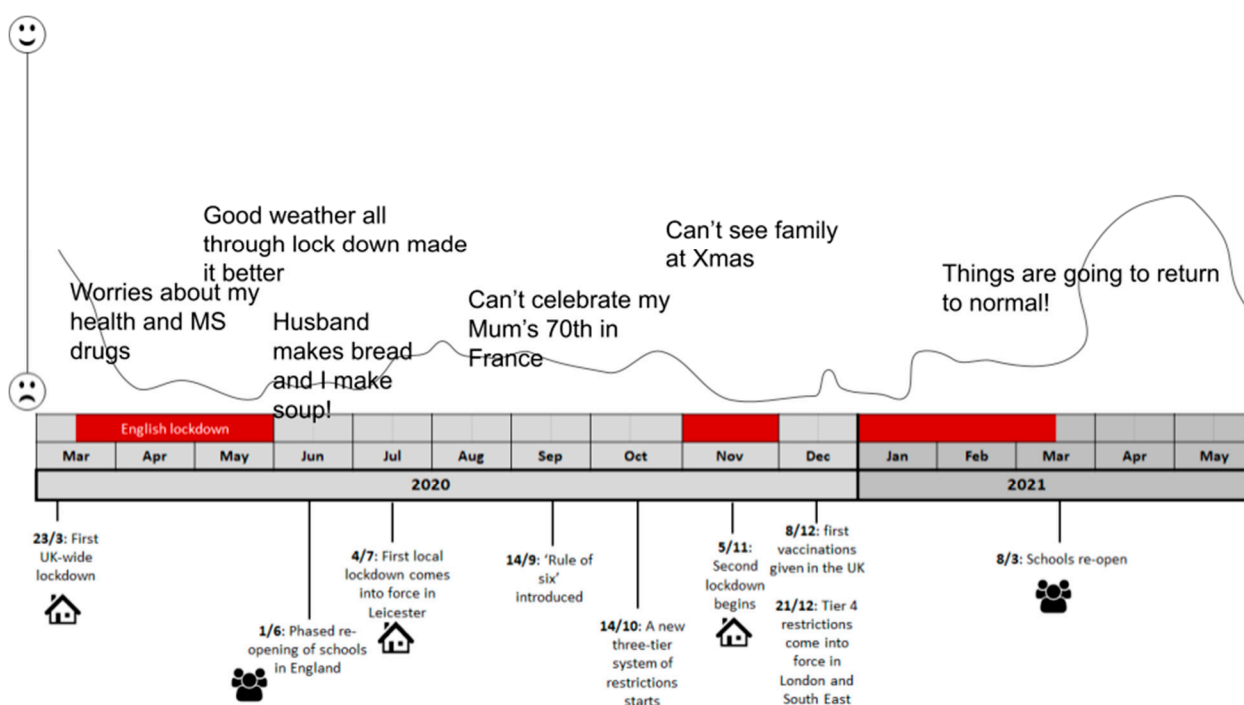 Good weather all
through lock down made
it better
Worries about my
health and MS
drugs
Husband
makes bread
and I make
soup!
Can't celebrate my
Mum's 70th in
France
Can't see family
at Xmas
Things are going to return
to normal!
English lockdown
Mar Apr May Jun Jul Aug Sep Oct Nov Dec Jan Feb Mar Apr May
2020 2021
23/3: First
UK-wide
lockdown
1/6: Phased re-
opening of schools
in England
4/7: First local
lockdown comes
into force in
Leicester
14/9: 'Rule of
six'
introduced
14/10: A new
three-tier
system of
restrictions
starts
5/11:
Second
lockdown
begins
8/12: first
vaccinations
given in the UK
21/12: Tier 4
restrictions
come into
force in
London and
South East
8/3: Schools re-open